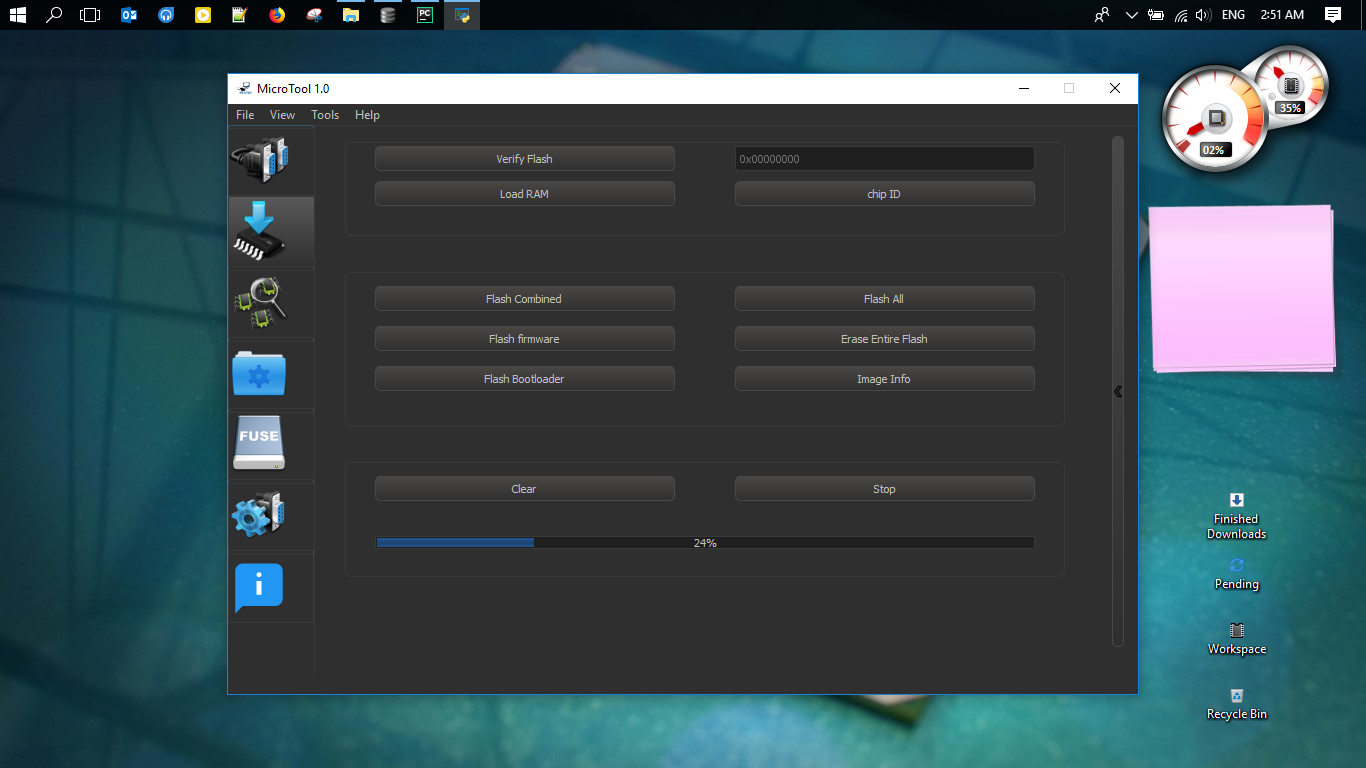 ENG 2:51 AM
MicroTool 1.0
File View Tools Help
Verify Flash
0x00000000
Load RAM
chip ID
Flash Combined
Flash All
Flash firmware
Erase Entire Flash
Flash Bootloader
Image Info
FUSE
Clear
Stop
24%
35%
02%
Finished
Downloads
Pending
Workspace
Recycle Bin